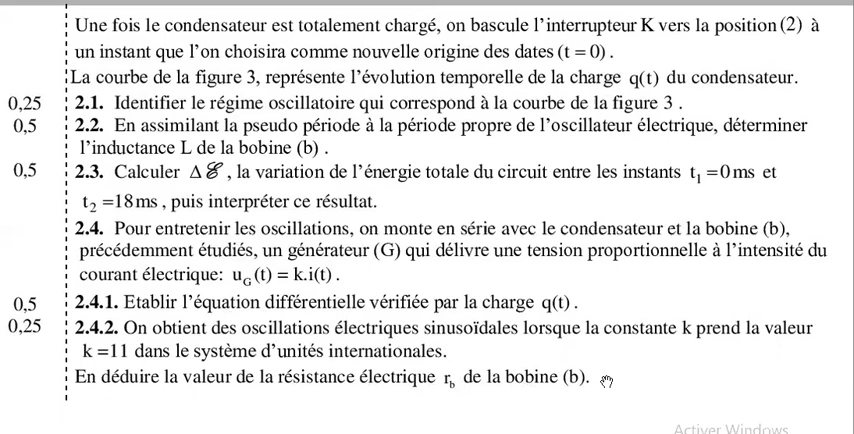 Une fois le condensateur est totalement chargé, on bascule l'interrupteur K vers la position (2) à
un instant que l'on choisira comme nouvelle origine des dates (t = 0) .
La courbe de la figure 3, représente l'évolution temporelle de la charge q(t) du condensateur.
0,25 2.1. Identifier le régime oscillatoire qui correspond à la courbe de la figure 3 .
0,5 2.2. En assimilant la pseudo période à la période propre de l'oscillateur électrique, déterminer
l'inductance L de la bobine (b) .
0,5 2.3. Calculer Δ ℰ , la variation de l'énergie totale du circuit entre les instants t₁ = 0 ms et
t₂ =18 ms , puis interpréter ce résultat.
2.4. Pour entretenir les oscillations, on monte en série avec le condensateur et la bobine (b),
précédemment étudiés, un générateur (G) qui délivre une tension proportionnelle à l'intensité du
courant électrique: u_G (t) = k.i(t) .
0,5 2.4.1. Etablir l'équation différentielle vérifiée par la charge q(t) .
0,25 2.4.2. On obtient des oscillations électriques sinusoïdales lorsque la constante k prend la valeur
k =11 dans le système d'unités internationales.
En déduire la valeur de la résistance électrique r_b de la bobine (b).
Activer Windows